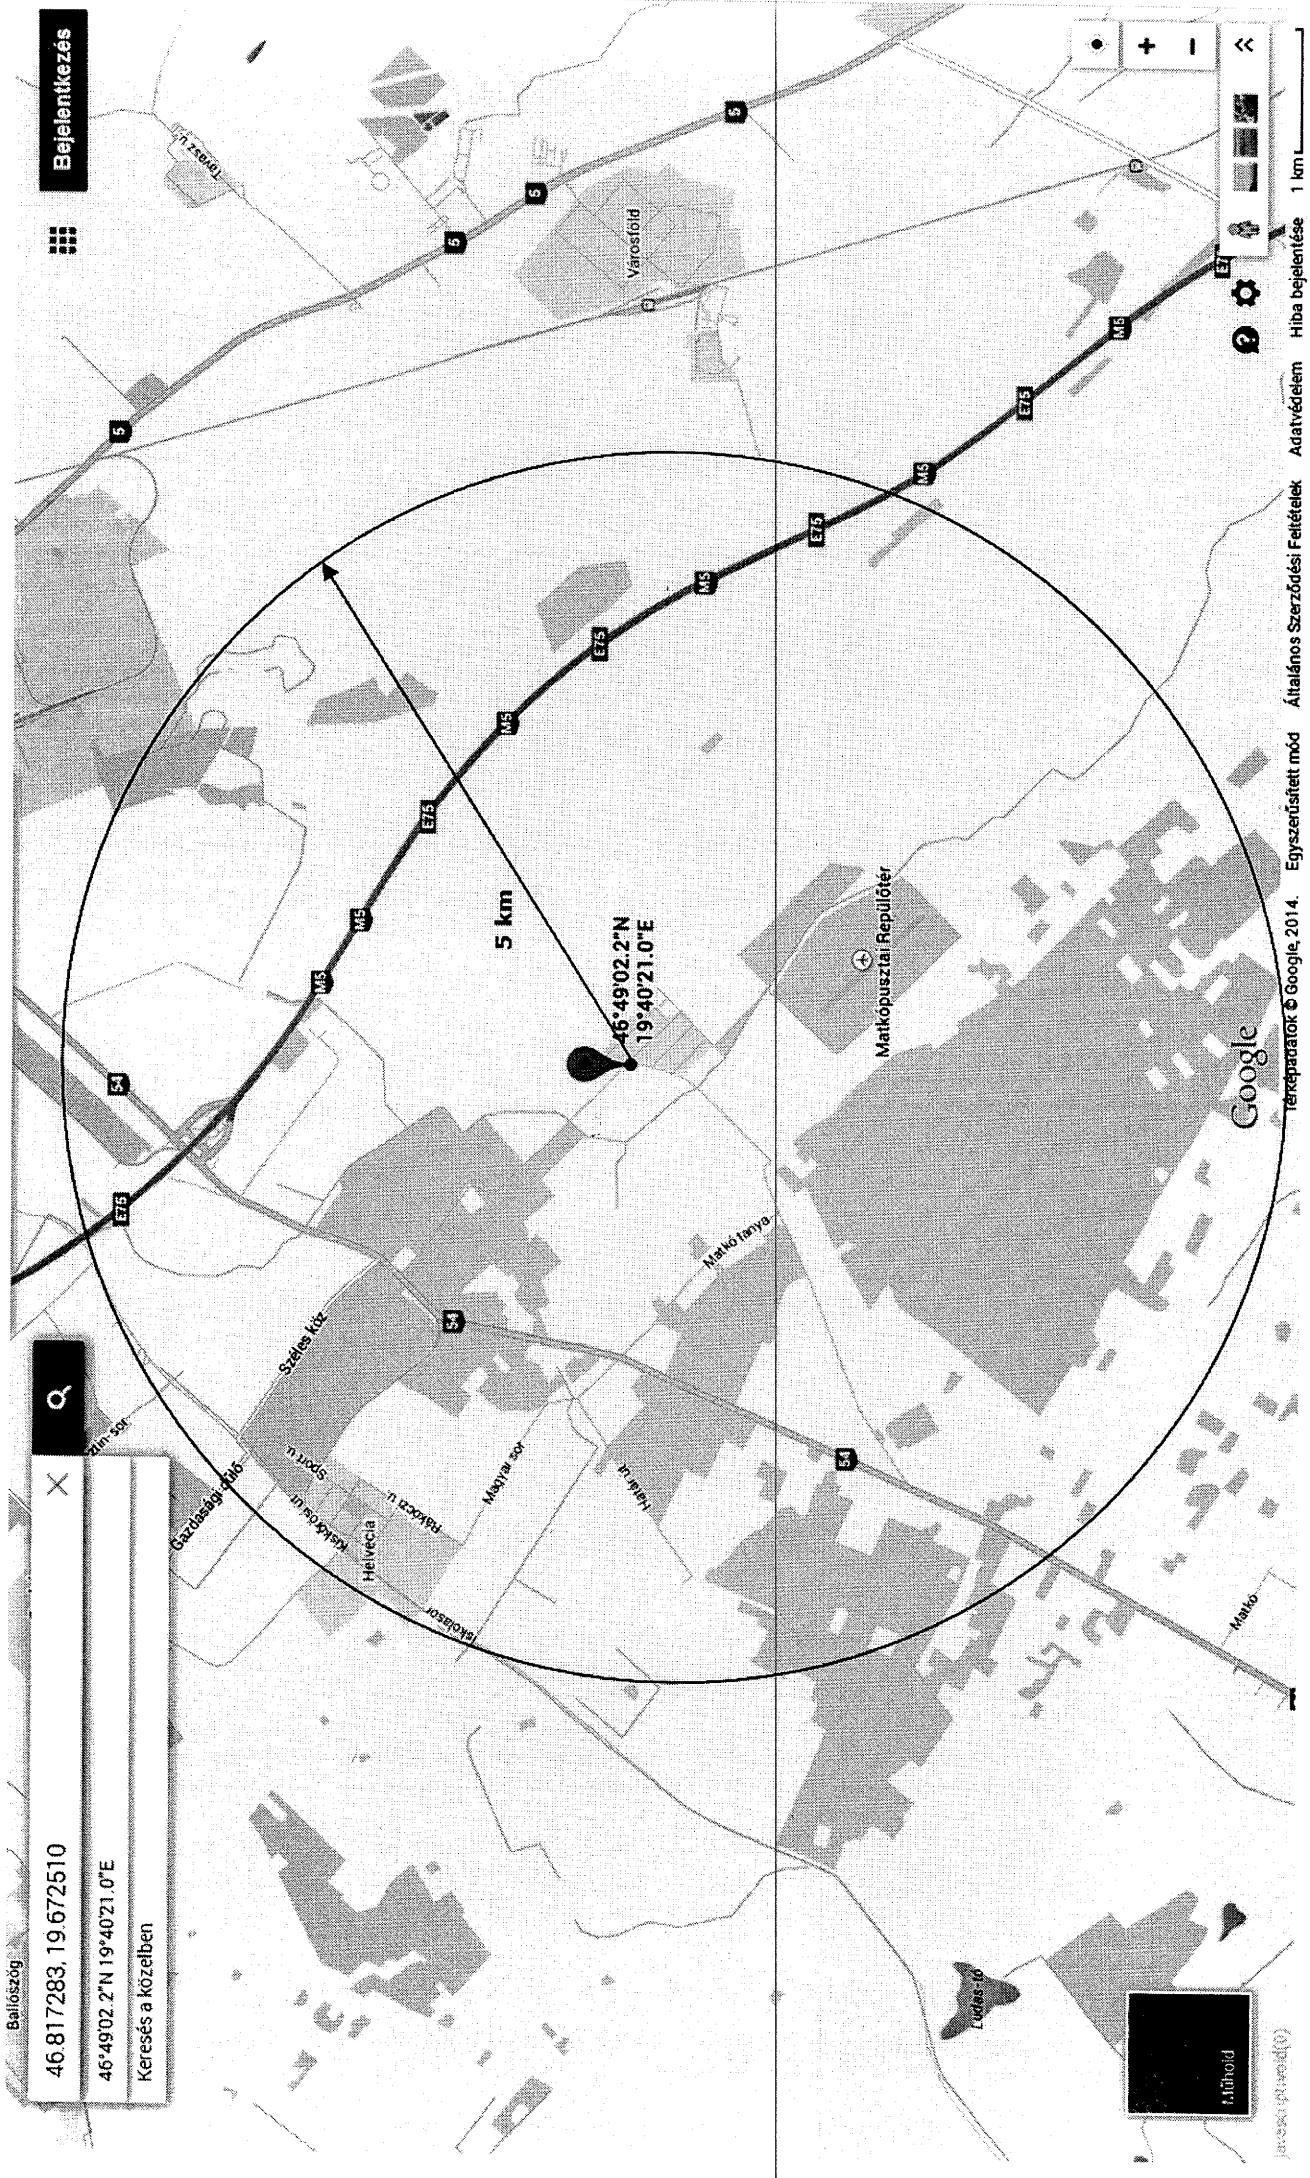 Ballószög
46.817283, 19.672510
46°49'02.2"N 19°40'21.0"E
Keresés a közelben
Bejelentkezés
E75
54
5
Tavasz u.
Széles köz
Gazdasági dűlő
Sport u.
Kiskőrösi út
Rákóczi u.
Helvécia
Iskolasor
Magyar sor
Határ út
54
Matkó tanya
M5
M5
E75
M5
E75
M5
E75
M5
E75
M5
5 km
46°49'02.2"N
19°40'21.0"E
5
5
Városföld
5
Matkópusztai Repülőtér
54
Matkó
Ludas-tó
Műhold
Google
javascript:void(0)
Térképadatok © Google, 2014.
Egyszerűsített mód
Általános Szerződési Feltételek
Adatvédelem
Hiba bejelentése
1 km